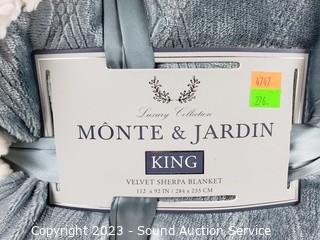 4747
276
Luxury Collection
MÔNTE & JARDIN
KING
VELVET SHERPA BLANKET
112 x 92 IN / 284 x 233 CM
Copyright 2023 - Sound Auction Service